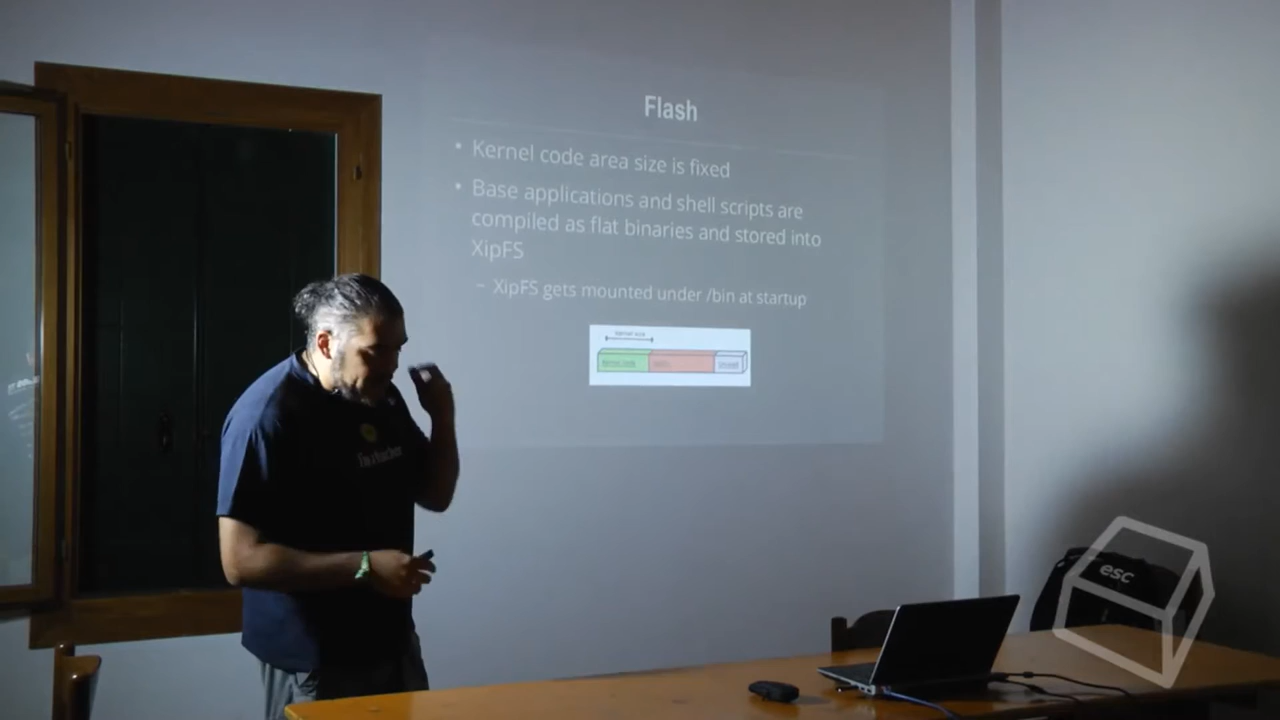 Flash
• Kernel code area size is fixed
• Base applications and shell scripts are
compiled as flat binaries and stored into
XipFS
– XipFS gets mounted under /bin at startup
esc